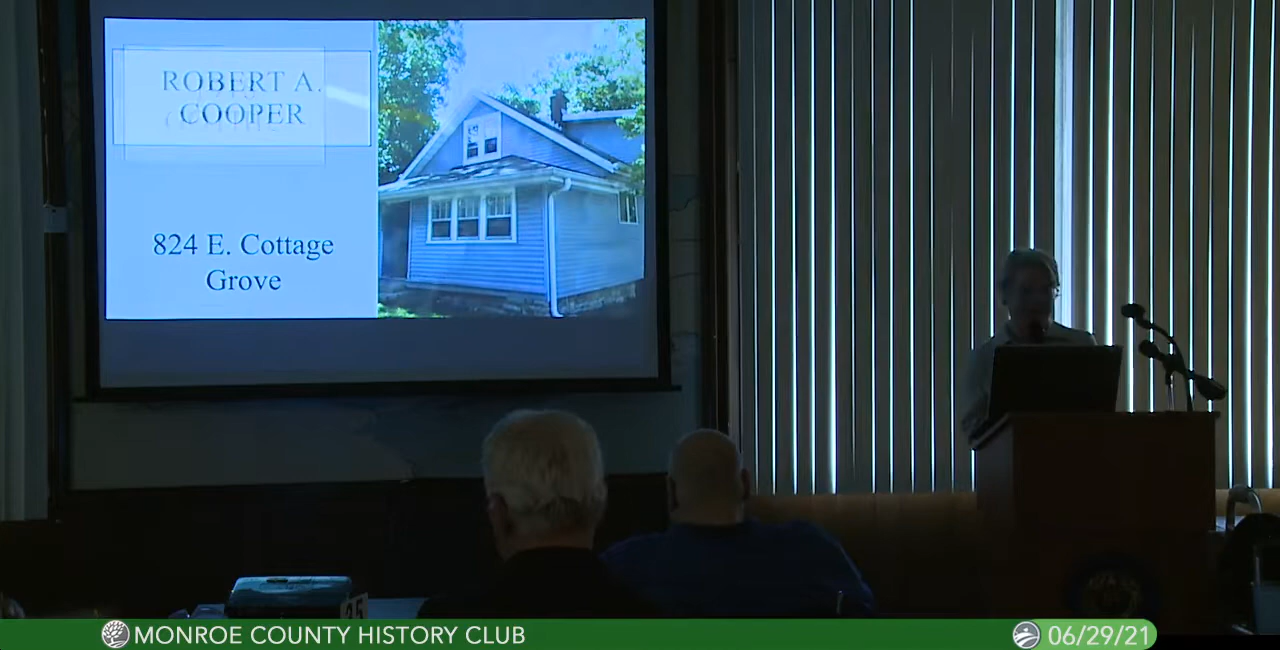 ROBERT A.
COOPER
824 E. Cottage
Grove
MONROE COUNTY HISTORY CLUB
06/29/21